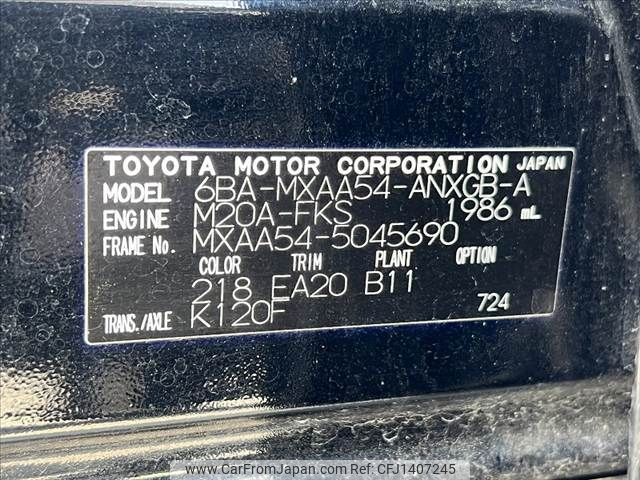 TOYOTA MOTOR CORPORATION JAPAN
MODEL 6BA-MXAA54-ANXGB-A
ENGINE M20A-FKS 1986 mL
FRAME No. MXAA54-5045690
COLOR TRIM PLANT OPTION
218 EA20 B11
TRANS./AXLE K120F 724
www.CarFromJapan.com | CarFromJapan | CFJ1407245